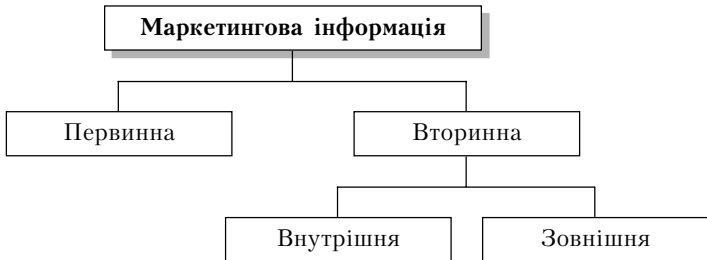 Маркетингова інформація
Первинна
Вторинна
Внутрішня
Зовнішня